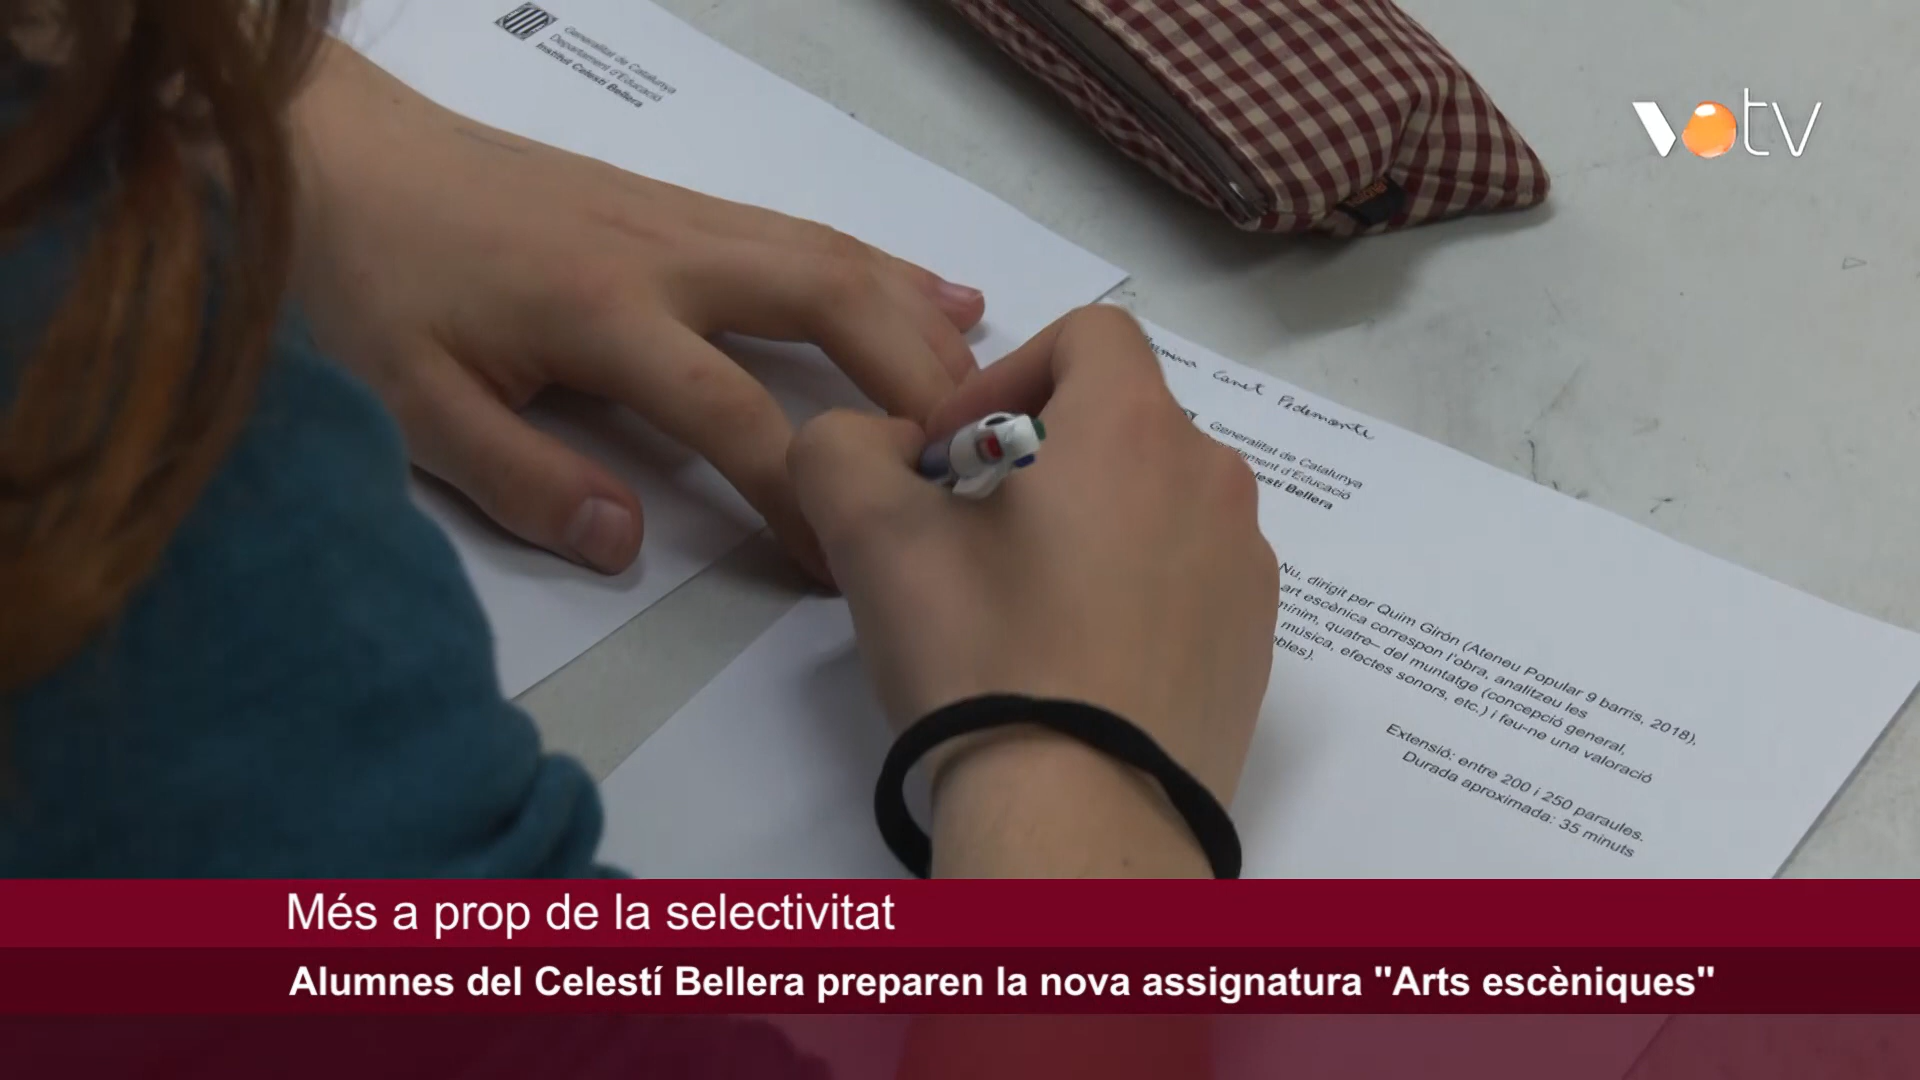 Generalitat de Catalunya
Departament d'Educació
Institut Celestí Bellera
votv
Canet Pedemonte
Generalitat de Catalunya
d'Educació
Bellera
Nu, dirigit per Quim Girón (Ateneu Popular 9 barris, 2018),
art escènica correspon l'obra, analitzeu les
quatre– del muntatge (concepció general,
música, efectes sonors, etc.) i feu-ne una valoració
Extensió: entre 200 i 250 paraules.
Durada aproximada: 35 minuts
Més a prop de la selectivitat
Alumnes del Celestí Bellera preparen la nova assignatura "Arts escèniques"